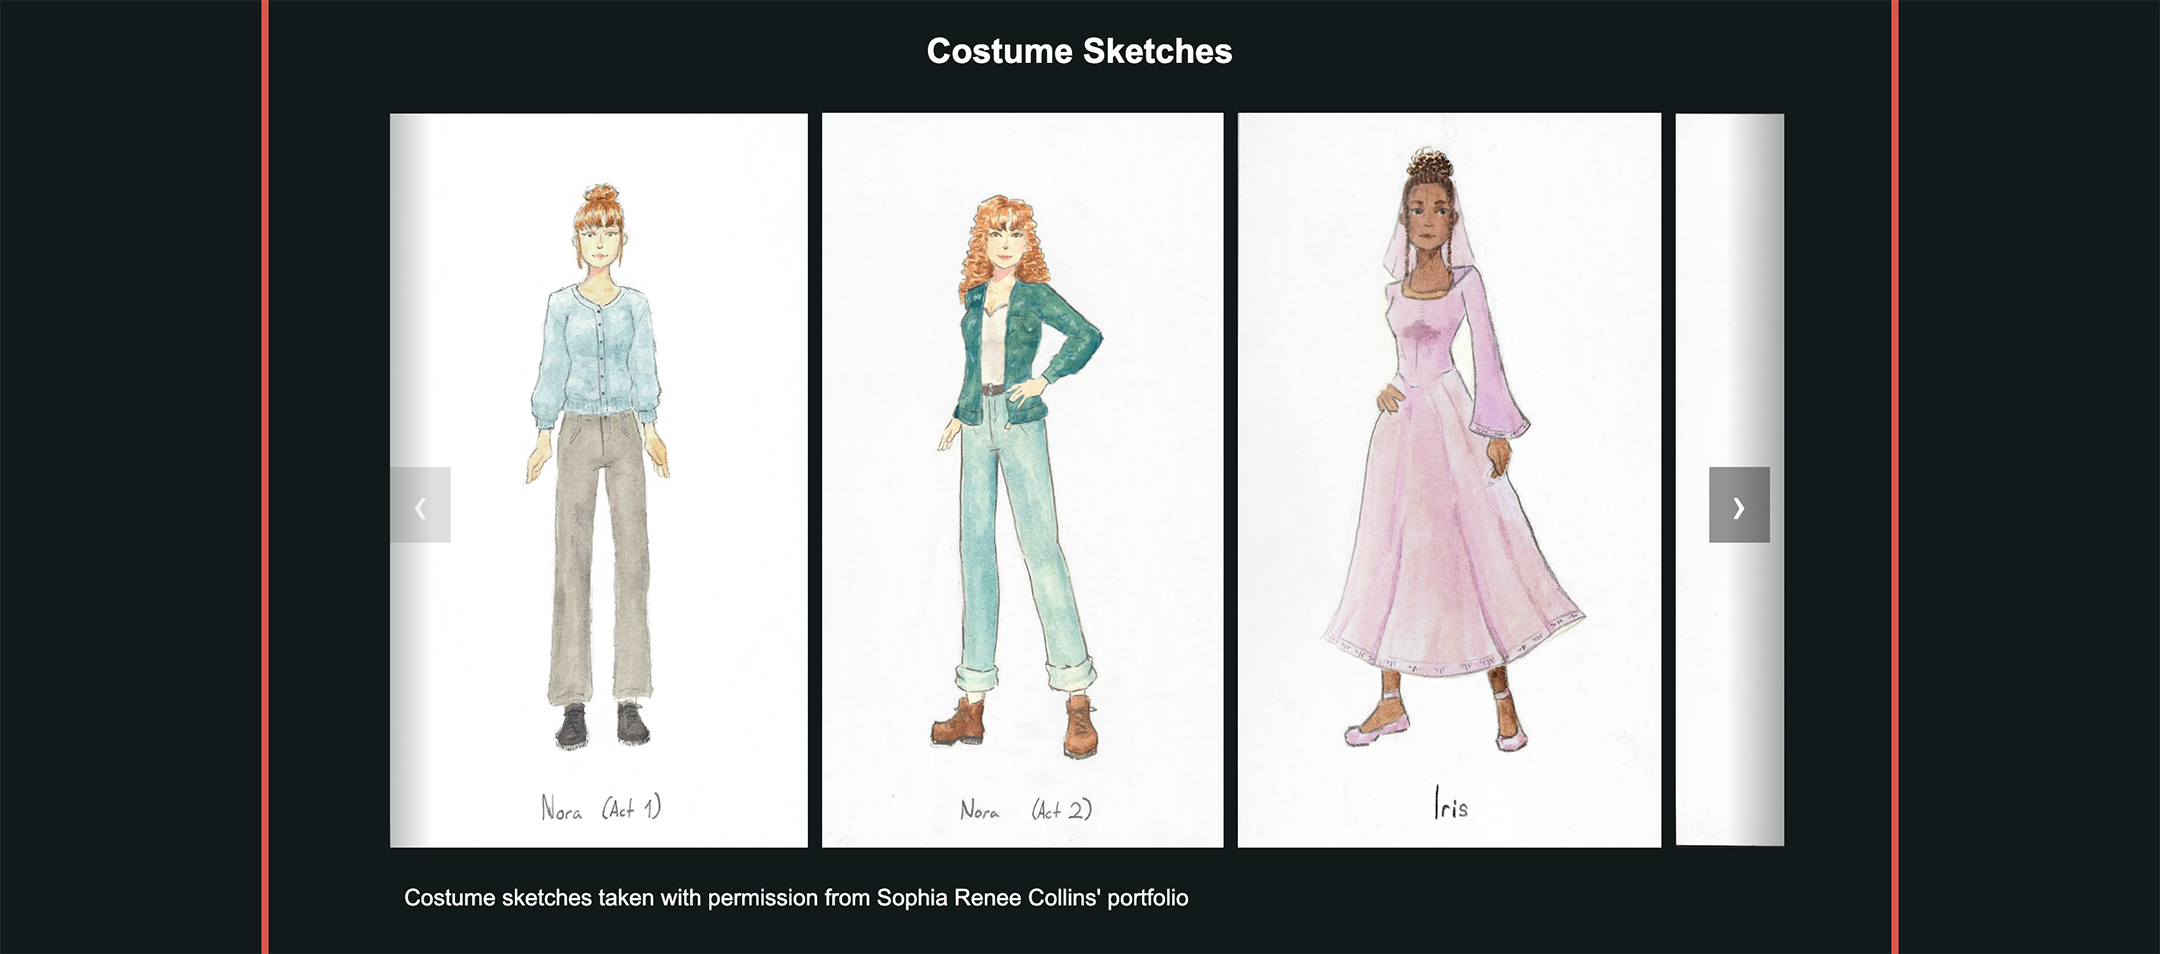 Costume Sketches
Nora (Act 1)
Nora (Act 2)
Iris
Costume sketches taken with permission from Sophia Renee Collins' portfolio